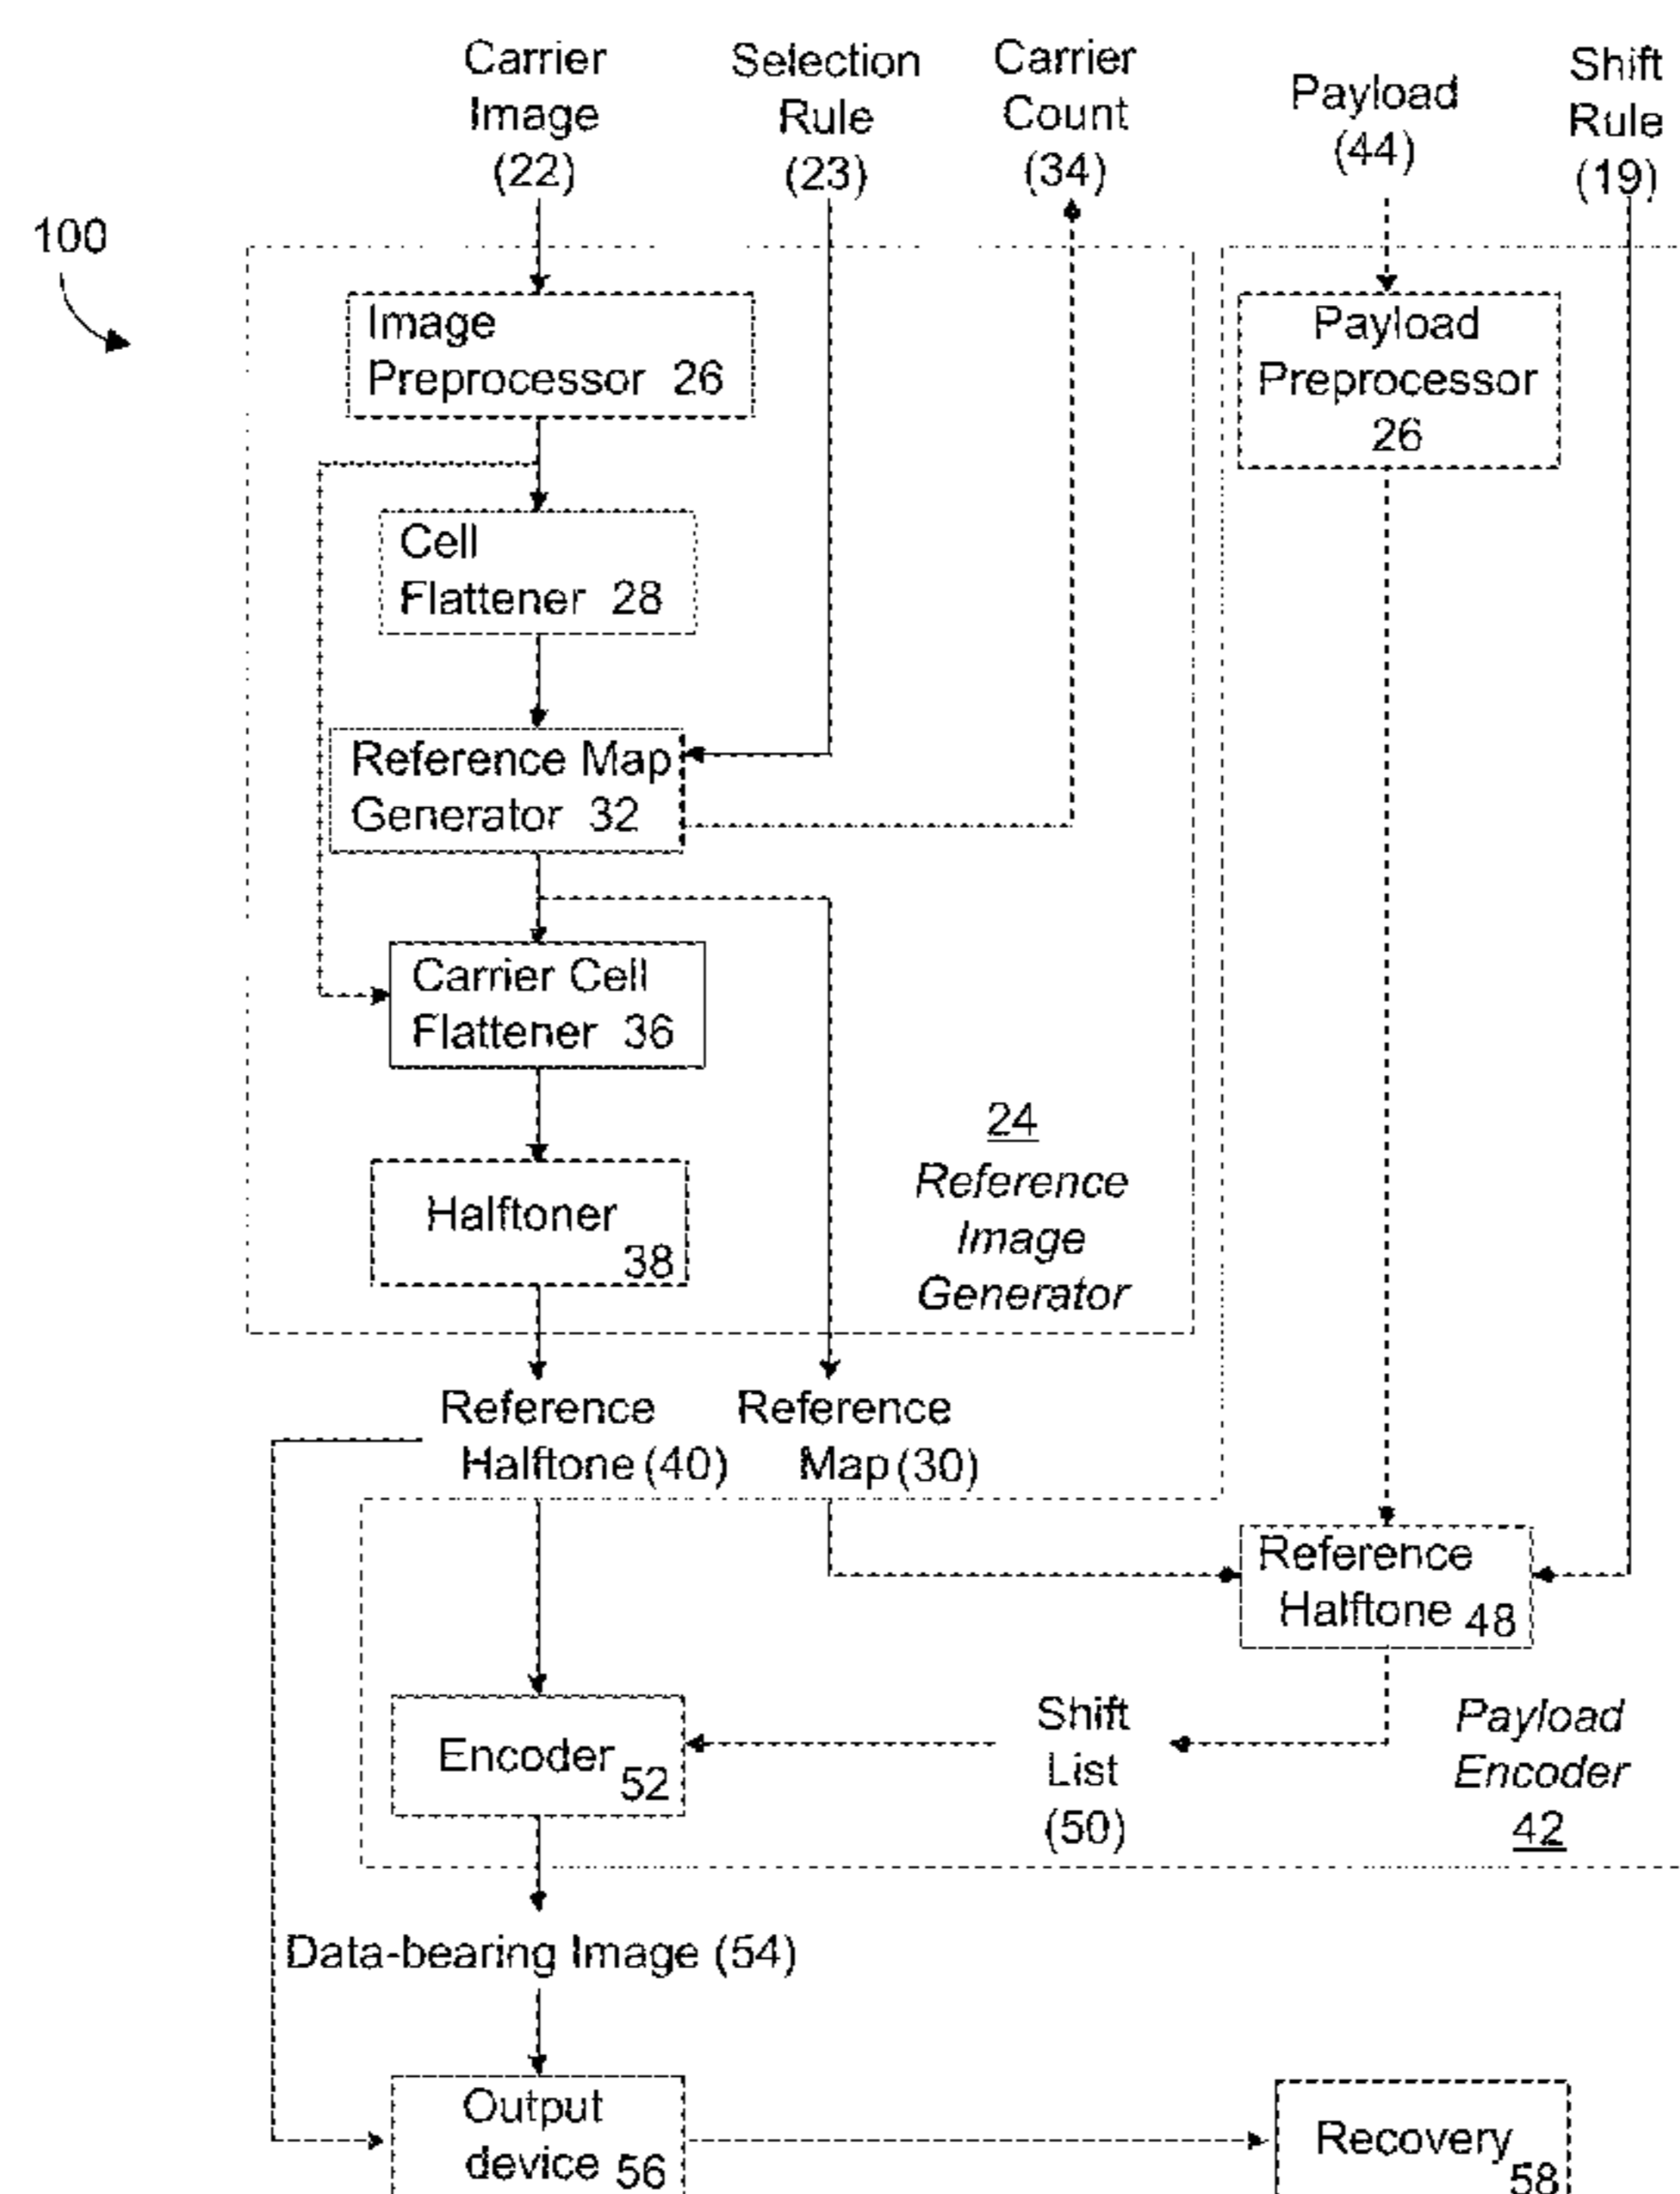 Carrier
Image
(22)
Selection
Rule
(23)
Carrier
Count
(34)
Payload
(44)
Shift
Rule
(19)
100
Image
Preprocessor 26
Payload
Preprocessor
26
Cell
Flattener 28
Reference Map
Generator 32
Carrier Cell
Flattener 36
24
Reference
Image
Generator
Halftoner
38
Reference
Halftone (40)
Reference
Map (30)
Reference
Halftone 48
Encoder
52
Shift
List
(50)
Payload
Encoder
42
Data-bearing Image (54)
Output
device 56
Recovery
58